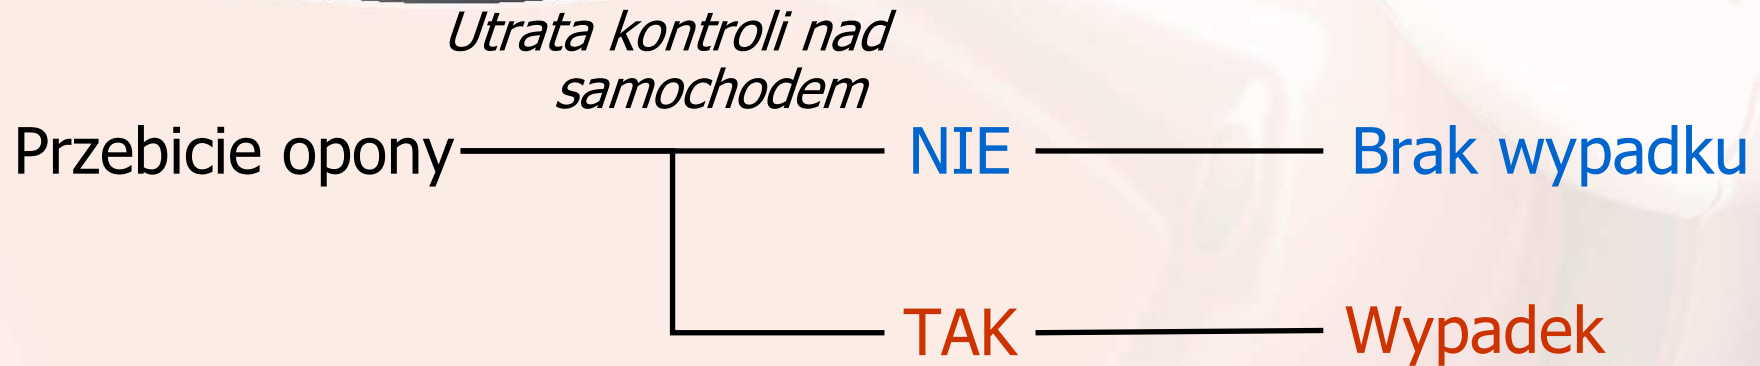 Utrata kontroli nad
samochodem
Przebicie opony NIE Brak wypadku
TAK Wypadek